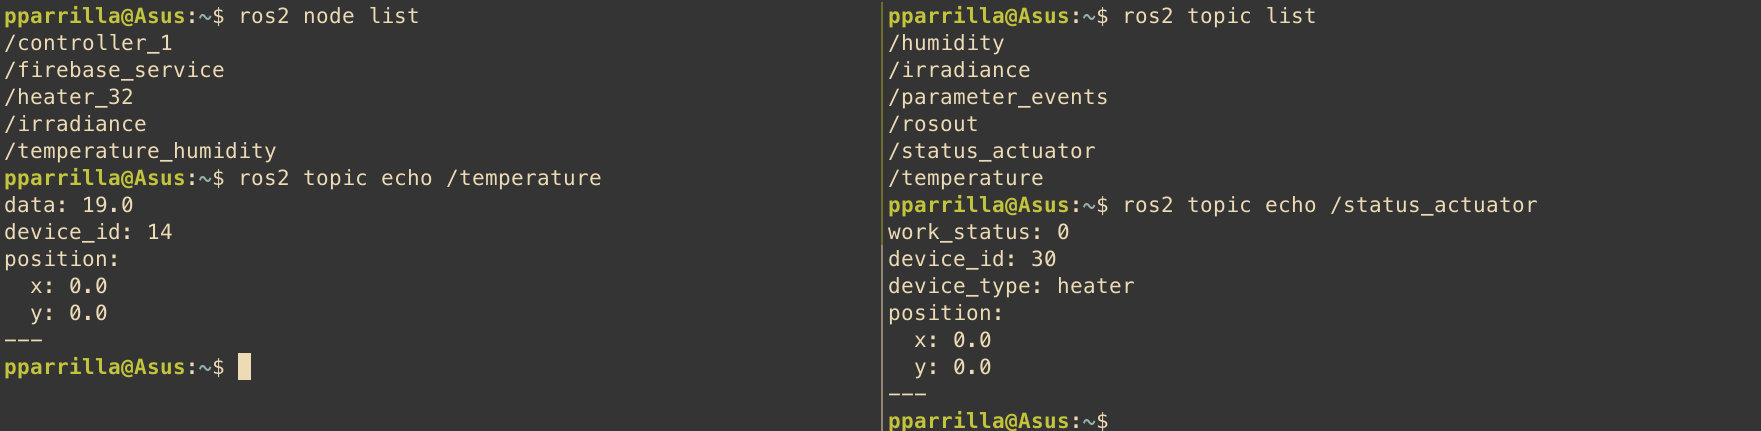 pparrilla@Asus:~$ ros2 node list
/controller_1
/firebase_service
/heater_32
/irradiance
/temperature_humidity
pparrilla@Asus:~$ ros2 topic echo /temperature
data: 19.0
device_id: 14
position:
  x: 0.0
  y: 0.0
---
pparrilla@Asus:~$
pparrilla@Asus:~$ ros2 topic list
/humidity
/irradiance
/parameter_events
/rosout
/status_actuator
/temperature
pparrilla@Asus:~$ ros2 topic echo /status_actuator
work_status: 0
device_id: 30
device_type: heater
position:
  x: 0.0
  y: 0.0
---
pparrilla@Asus:~$